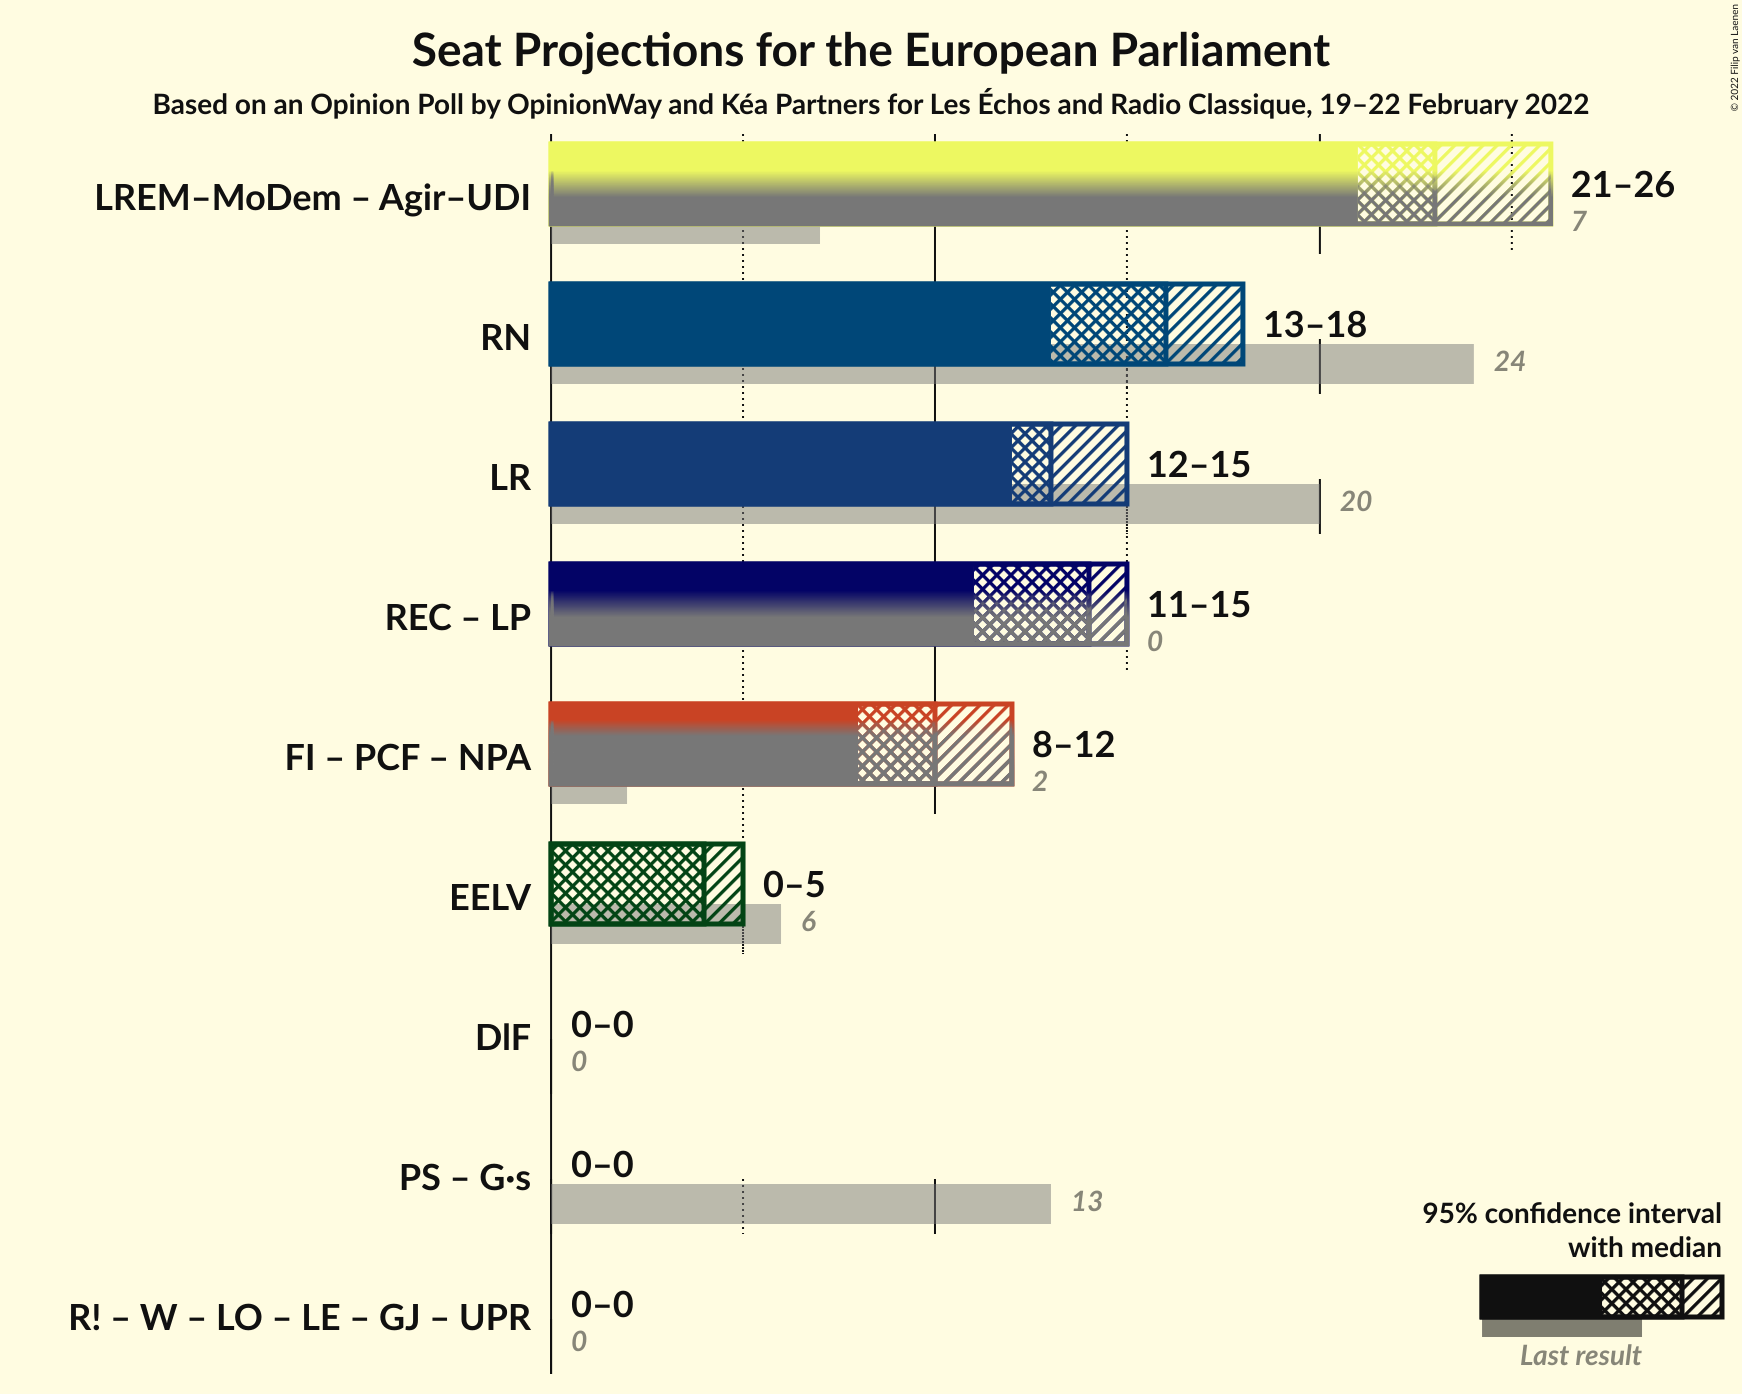 Seat Projections for the European Parliament
Based on an Opinion Poll by OpinionWay and Kéa Partners for Les Échos and Radio Classique, 19–22 February 2022
© 2022 Filip van Laenen
LREM–MoDem – Agir–UDI
21–26
7
RN
13–18
24
LR
12–15
20
REC – LP
11–15
0
FI – PCF – NPA
8–12
2
EELV
0–5
6
DlF
0–0
0
PS – G·s
0–0
13
R! – W – LO – LE – GJ – UPR
0–0
0
95% confidence interval
with median
Last result